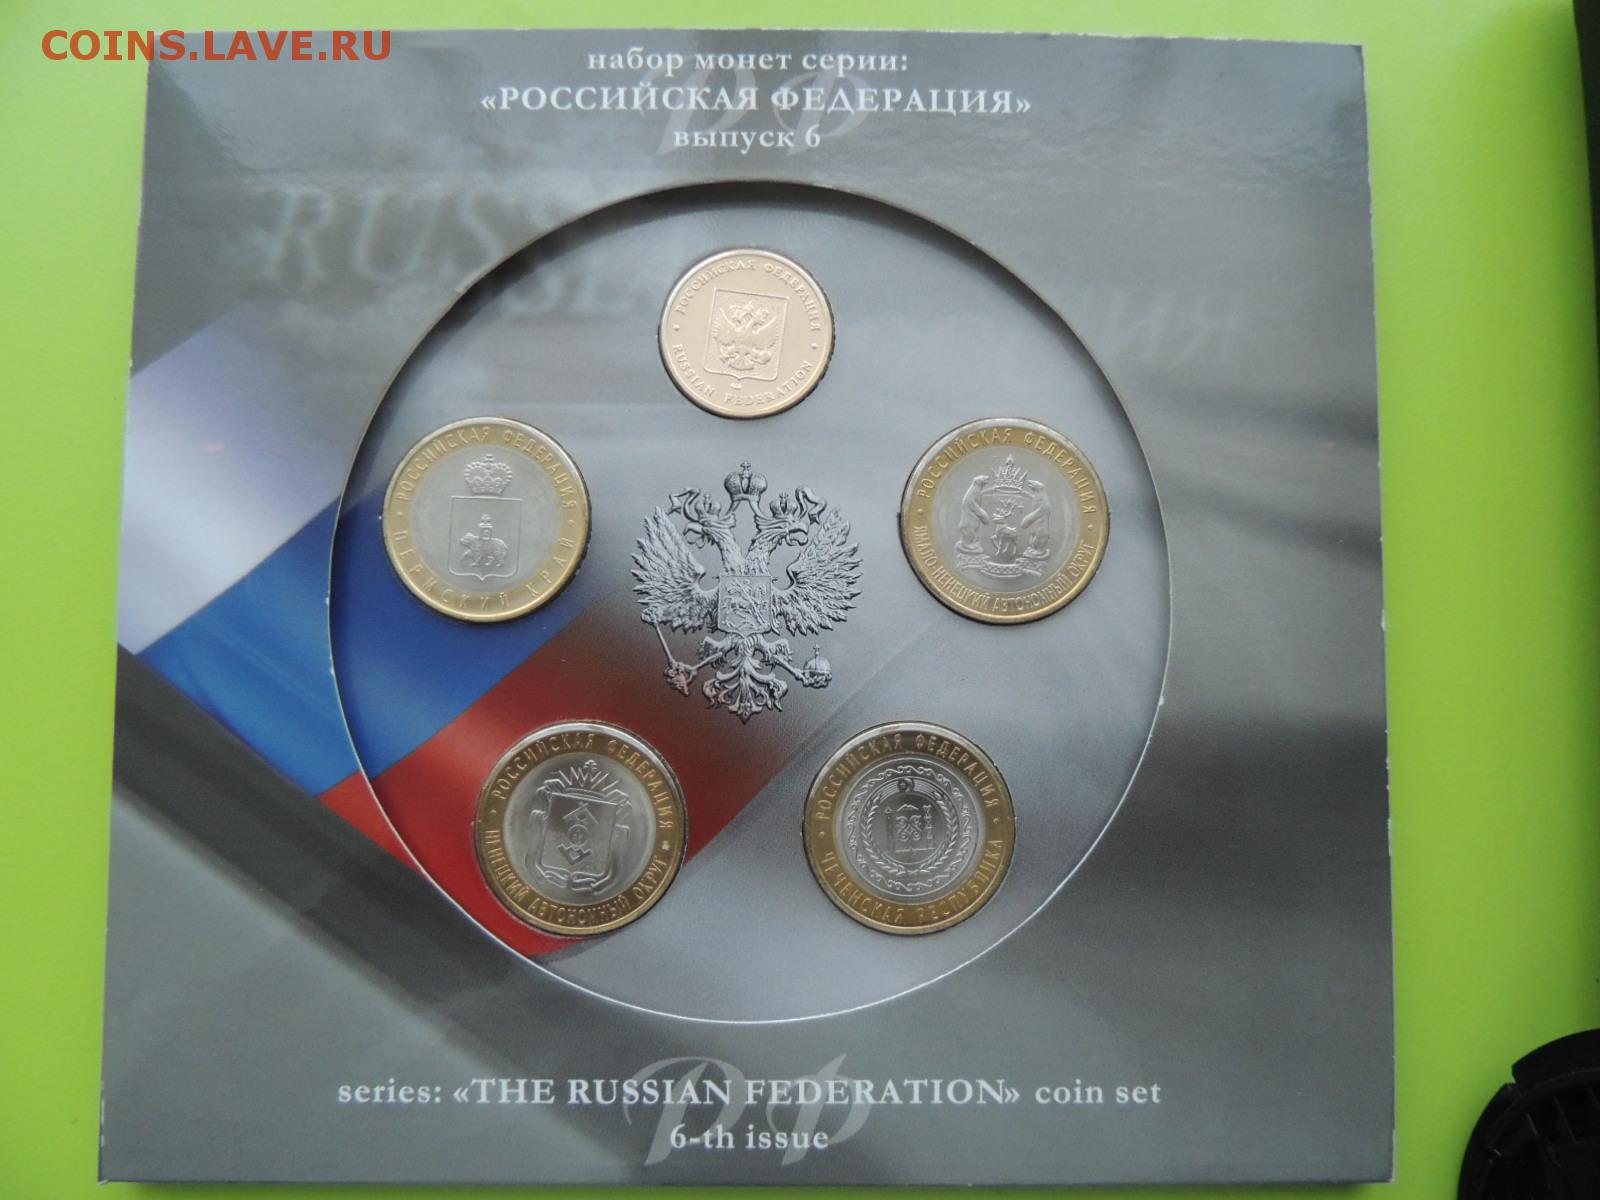 COINS.LAVE.RU
набор монет серии:
«РОССИЙСКАЯ ФЕДЕРАЦИЯ»
выпуск 6
РОССИЙСКАЯ ФЕДЕРАЦИЯ
RUSSIAN FEDERATION
РОССИЙСКАЯ ФЕДЕРАЦИЯ
ПЕРМСКИЙ КРАЙ
РОССИЙСКАЯ ФЕДЕРАЦИЯ
ЯМАЛО-НЕНЕЦКИЙ АВТОНОМНЫЙ ОКРУГ
РОССИЙСКАЯ ФЕДЕРАЦИЯ
НЕНЕЦКИЙ АВТОНОМНЫЙ ОКРУГ
РОССИЙСКАЯ ФЕДЕРАЦИЯ
ЧЕЧЕНСКАЯ РЕСПУБЛИКА
series: «THE RUSSIAN FEDERATION» coin set
6-th issue